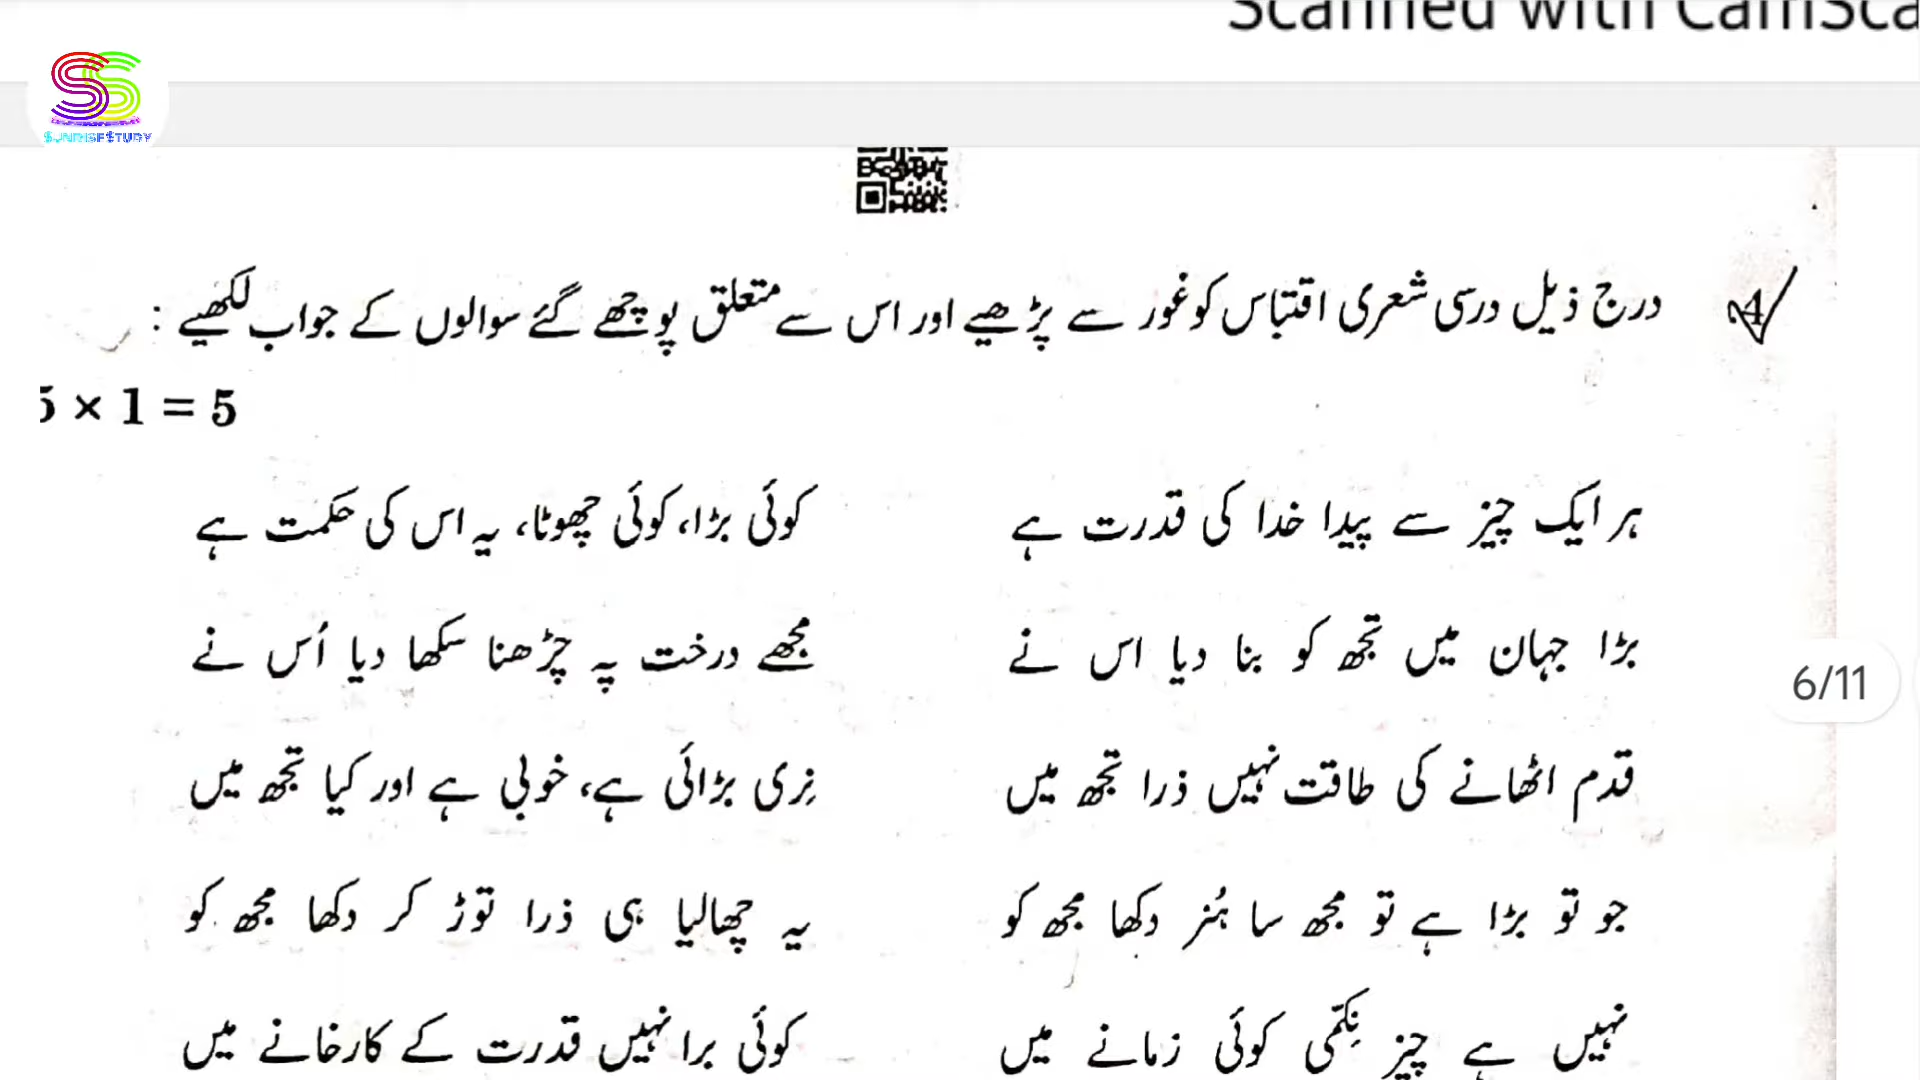 Scanned with CamSca
SS
SUNRISESTUDY
4 درج ذیل درسی شعری اقتباس کو غور سے پڑھیے اور اس سے متعلق پوچھے گئے سوالوں کے جواب لکھیے :
5 × 1 = 5
ہر ایک چیز سے پیدا خدا کی قدرت ہے کوئی بڑا، کوئی چھوٹا، یہ اس کی حکمت ہے
بڑا جہان میں تجھ کو بنا دیا اس نے مجھے درخت پہ چڑھنا سکھا دیا اُس نے
قدم اٹھانے کی طاقت نہیں ذرا تجھ میں نِری بڑائی ہے، خوبی ہے اور کیا تجھ میں
6/11
جو تو بڑا ہے تو مجھ سا ہُنر دکھا مجھ کو یہ چھالیا ہی ذرا توڑ کر دکھا مجھ کو
نہیں ہے چیز نِکمّی کوئی زمانے میں کوئی برا نہیں قدرت کے کارخانے میں